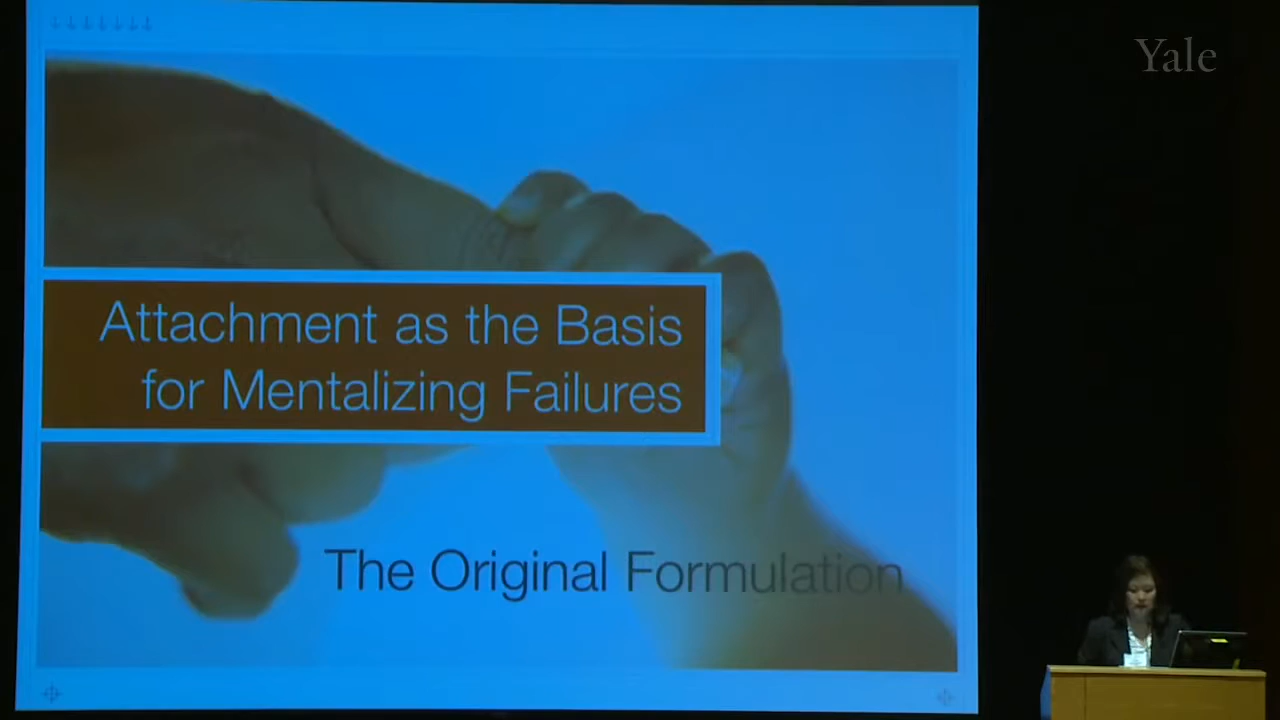 Yale
Attachment as the Basis
for Mentalizing Failures
The Original Formulation